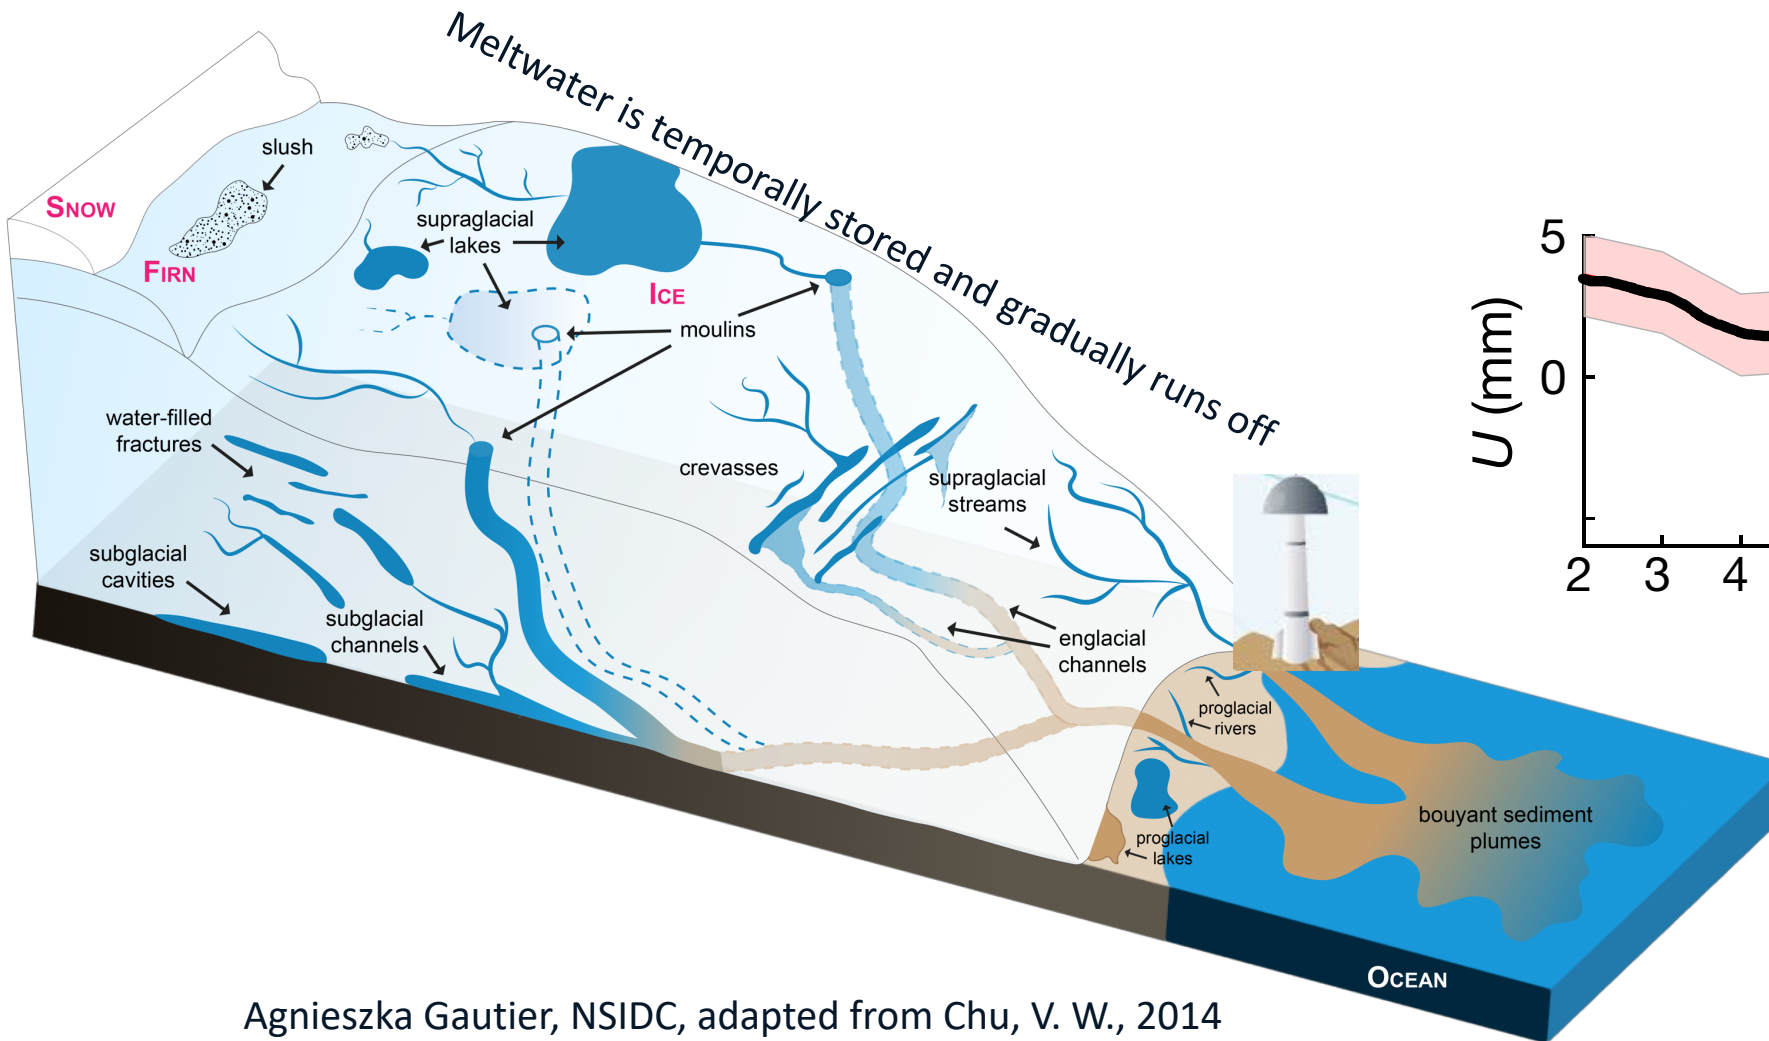 Meltwater is temporally stored and gradually runs off
slush
SNOW
FIRN
supraglacial
lakes
ICE
moulins
water-filled
fractures
crevasses
supraglacial
streams
subglacial
cavities
subglacial
channels
englacial
channels
proglacial
rivers
proglacial
lakes
bouyant sediment
plumes
OCEAN
5
0
U (mm)
2 3 4
Agnieszka Gautier, NSIDC, adapted from Chu, V. W., 2014